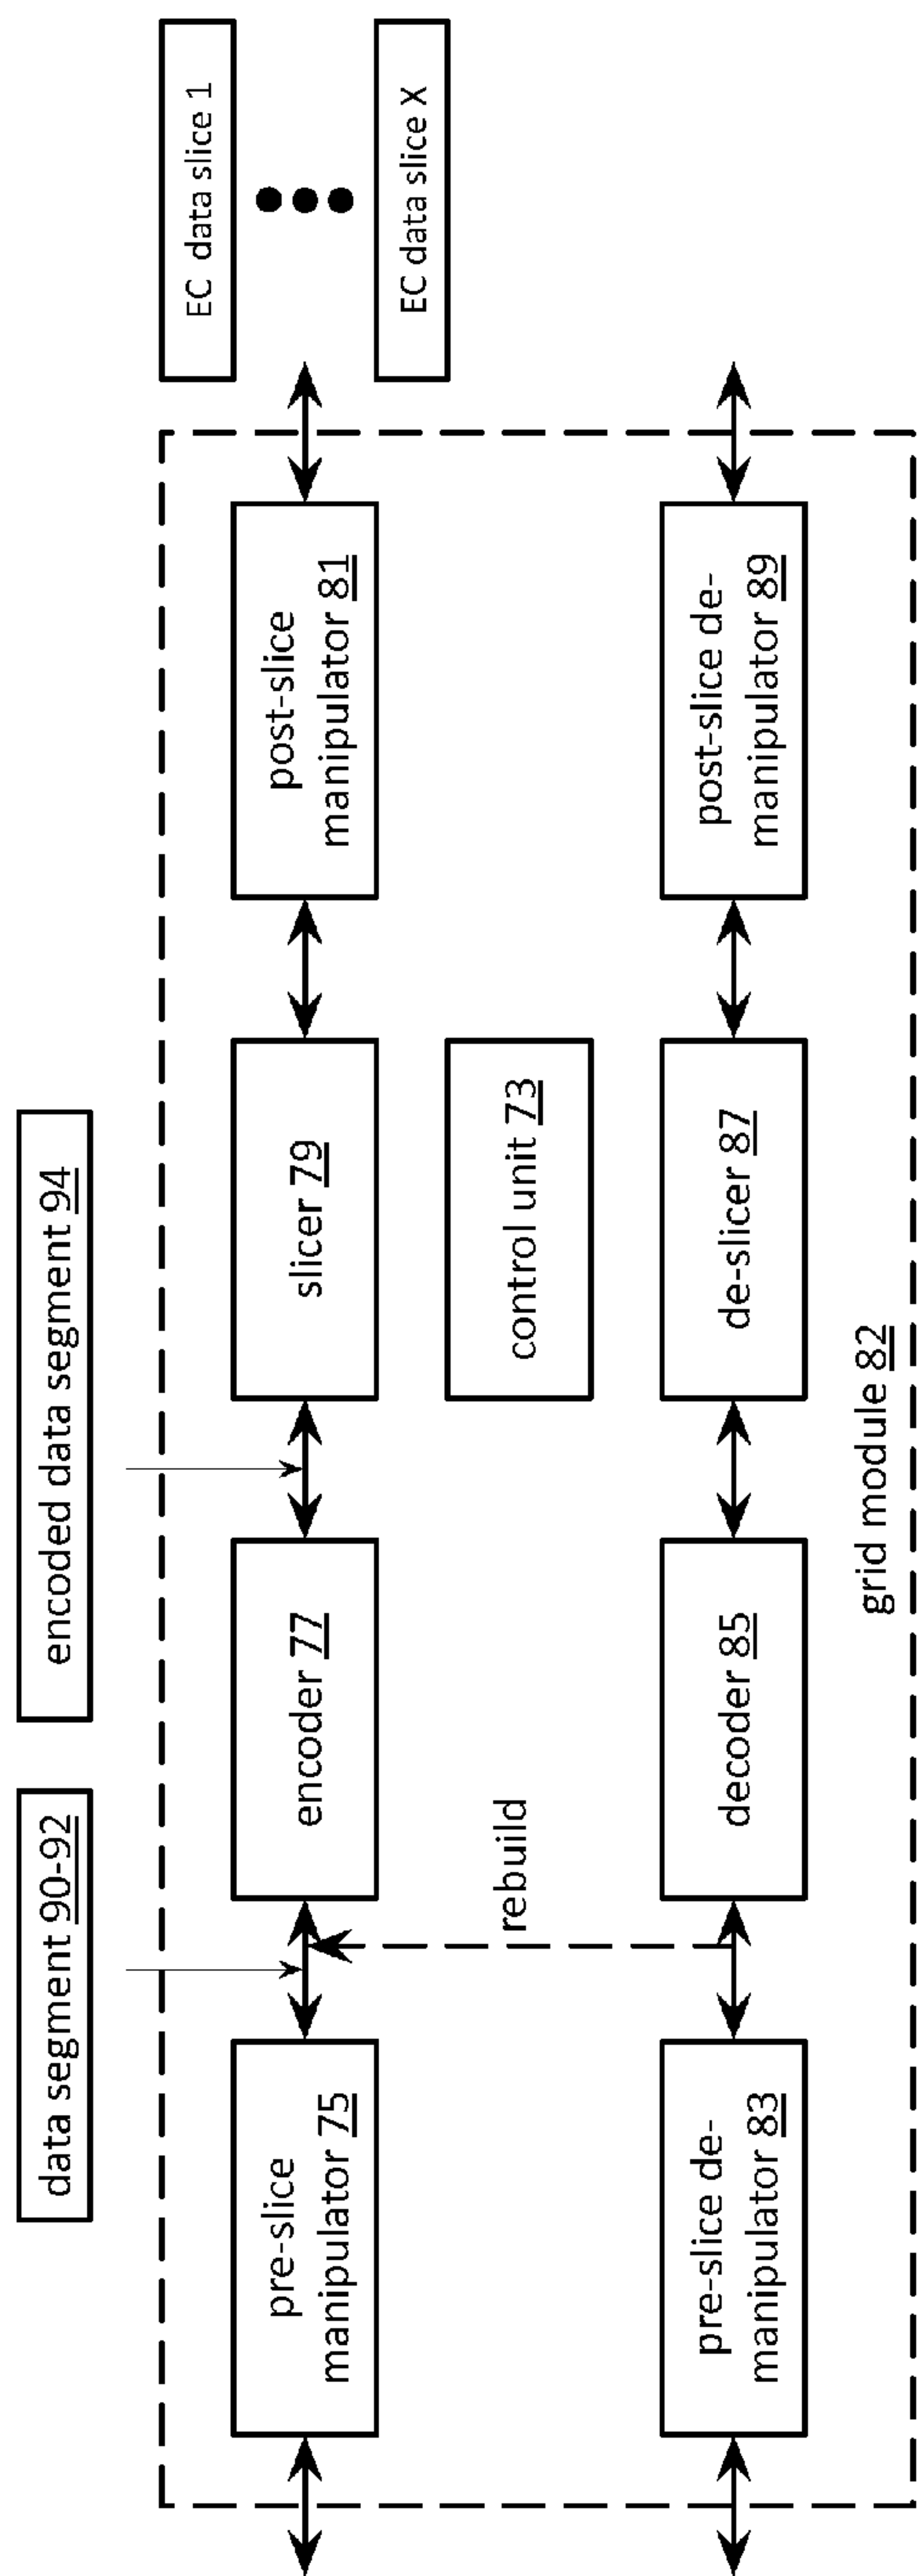 data segment 90-92
encoded data segment 94
EC data slice 1
EC data slice X
pre-slice
manipulator 75
encoder 77
slicer 79
post-slice
manipulator 81
rebuild
control unit 73
pre-slice de-
manipulator 83
decoder 85
de-slicer 87
post-slice de-
manipulator 89
grid module 82